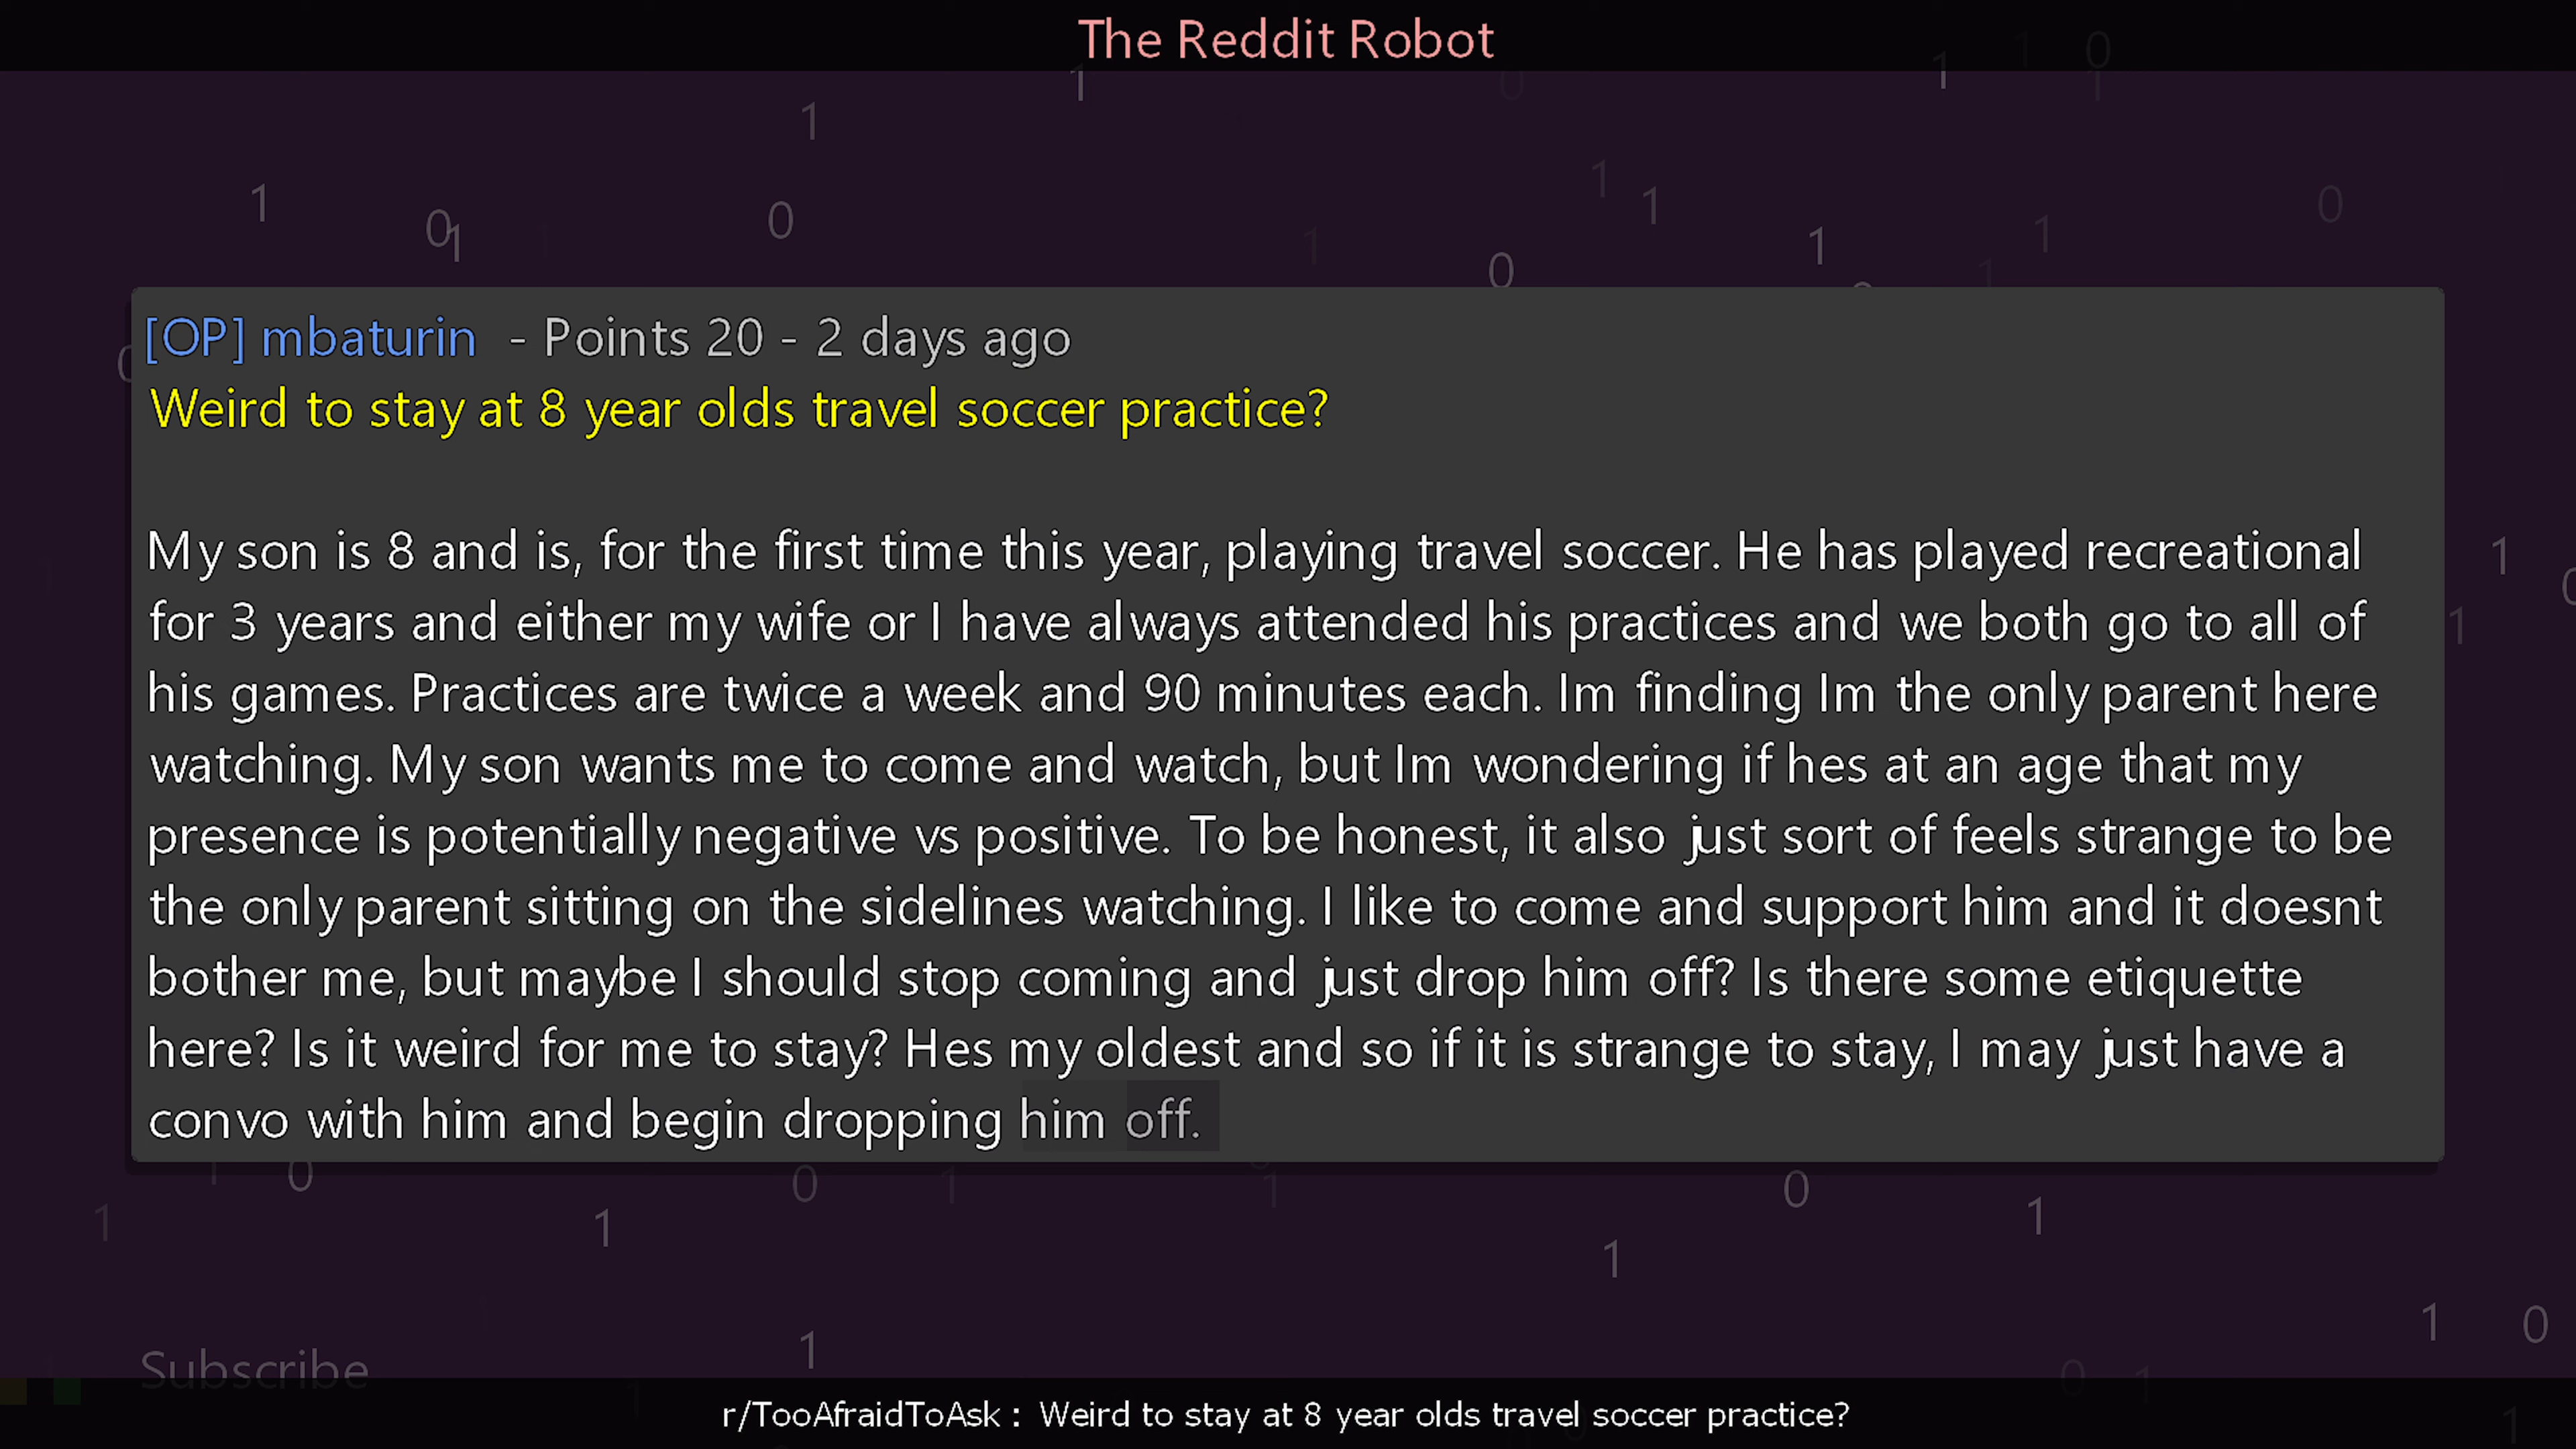 The Reddit Robot
[OP] mbaturin - Points 20 - 2 days ago
Weird to stay at 8 year olds travel soccer practice?
My son is 8 and is, for the first time this year, playing travel soccer. He has played recreational
for 3 years and either my wife or I have always attended his practices and we both go to all of
his games. Practices are twice a week and 90 minutes each. Im finding Im the only parent here
watching. My son wants me to come and watch, but Im wondering if hes at an age that my
presence is potentially negative vs positive. To be honest, it also just sort of feels strange to be
the only parent sitting on the sidelines watching. I like to come and support him and it doesnt
bother me, but maybe I should stop coming and just drop him off? Is there some etiquette
here? Is it weird for me to stay? Hes my oldest and so if it is strange to stay, I may just have a
convo with him and begin dropping him off.
Subscribe
r/TooAfraidToAsk : Weird to stay at 8 year olds travel soccer practice?